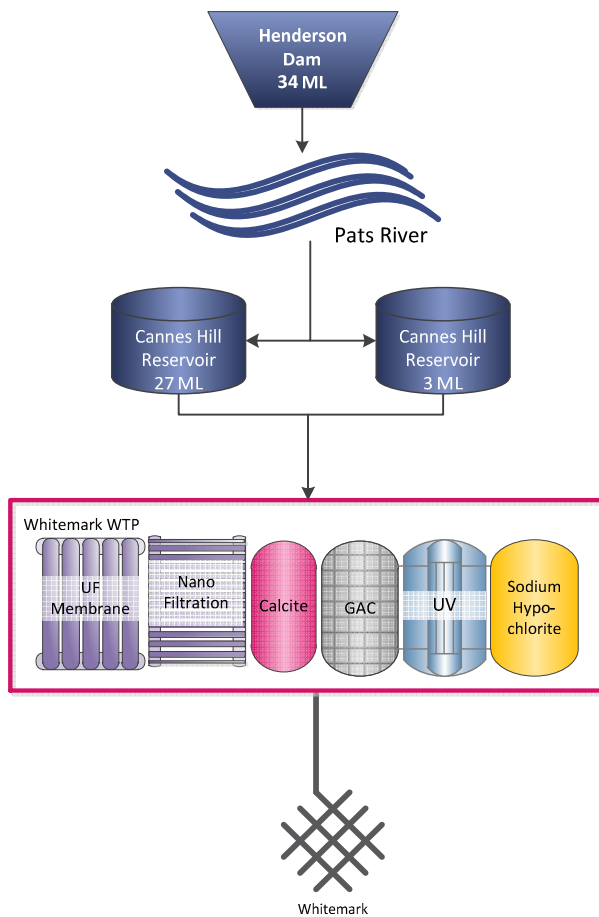 Henderson
Dam
34 ML
Pats River
Cannes Hill
Reservoir
27 ML
Cannes Hill
Reservoir
3 ML
Whitemark WTP
UF
Membrane
Nano
Filtration
Calcite
GAC
UV
Sodium
Hypo-
chlorite
Whitemark